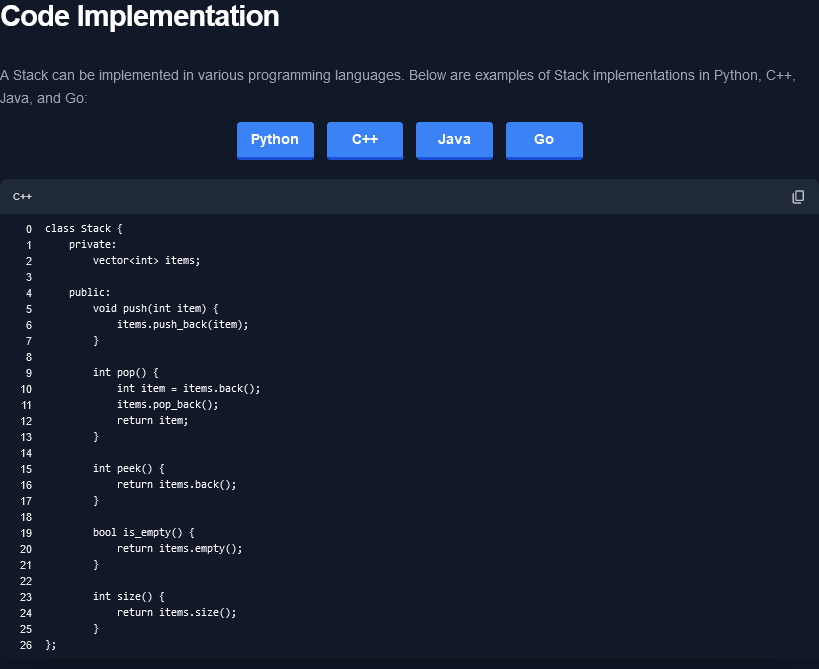 Code Implementation
A Stack can be implemented in various programming languages. Below are examples of Stack implementations in Python, C++,
Java, and Go:
Python C++ Java Go
C++
0 class Stack {
1     private:
2         vector<int> items;
3
4     public:
5         void push(int item) {
6             items.push_back(item);
7         }
8
9         int pop() {
10             int item = items.back();
11             items.pop_back();
12             return item;
13         }
14
15         int peek() {
16             return items.back();
17         }
18
19         bool is_empty() {
20             return items.empty();
21         }
22
23         int size() {
24             return items.size();
25         }
26 };